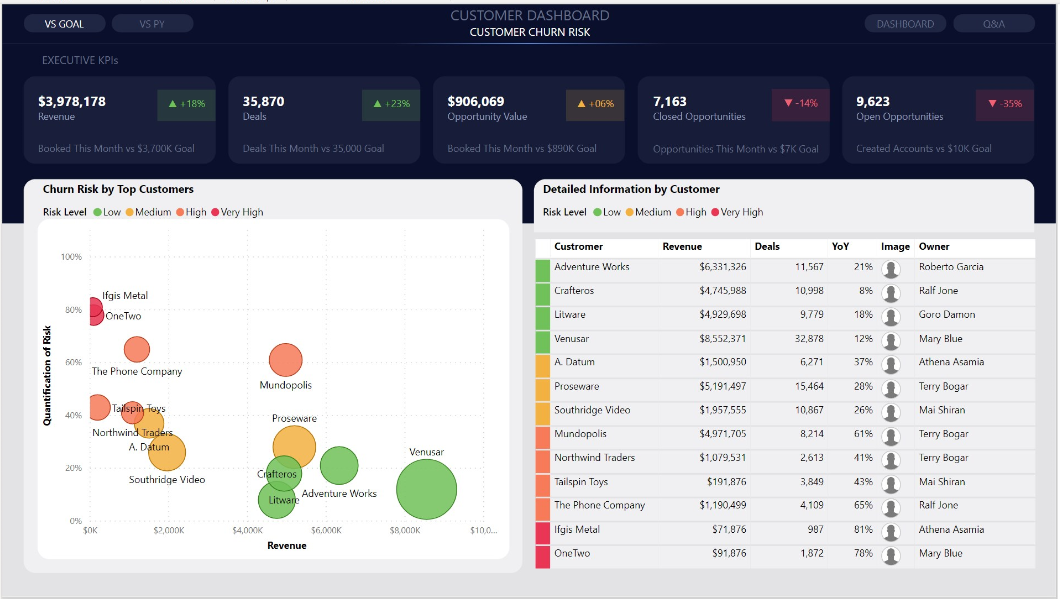 VS GOAL VS PY CUSTOMER DASHBOARD DASHBOARD Q&A
CUSTOMER CHURN RISK
EXECUTIVE KPIs
$3,978,178 ▲ +18% 35,870 ▲ +23% $906,069 ▲ +06% 7,163 ▼ -14% 9,623 ▼ -35%
Revenue Deals Opportunity Value Closed Opportunities Open Opportunities
Booked This Month vs $3,700K Goal Deals This Month vs 35,000 Goal Booked This Month vs $890K Goal Opportunities This Month vs $7K Goal Created Accounts vs $10K Goal
Churn Risk by Top Customers
Risk Level Low Medium High Very High
100%
80%
60%
40%
20%
0%
Quantification of Risk
Ifgis Metal
OneTwo
The Phone Company
Mundopolis
Tailspin Toys
Northwind Traders
A. Datum
Southridge Video
Proseware
Crafteros
Litware
Adventure Works
Venusar
$0K $2,000K $4,000K $6,000K $8,000K $10,0...
Revenue
Detailed Information by Customer
Risk Level Low Medium High Very High
Customer Revenue Deals YoY Image Owner
Adventure Works $6,331,326 11,567 21% Roberto Garcia
Crafteros $4,745,988 10,998 8% Ralf Jone
Litware $4,929,698 9,779 18% Goro Damon
Venusar $8,552,371 32,878 12% Mary Blue
A. Datum $1,500,950 6,271 37% Athena Asamia
Proseware $5,191,497 15,464 28% Terry Bogar
Southridge Video $1,957,555 10,867 26% Mai Shiran
Mundopolis $4,971,705 8,214 61% Terry Bogar
Northwind Traders $1,079,531 2,613 41% Terry Bogar
Tailspin Toys $191,876 3,849 43% Mai Shiran
The Phone Company $1,190,499 4,109 65% Ralf Jone
Ifgis Metal $71,876 987 81% Athena Asamia
OneTwo $91,876 1,872 78% Mary Blue